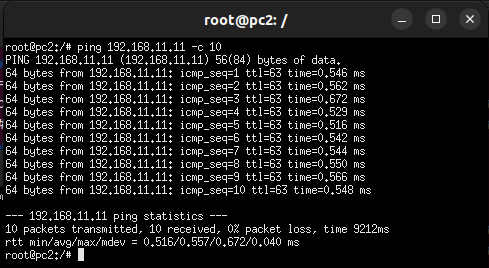 root@pc2: /
root@pc2:/# ping 192.168.11.11 -c 10
PING 192.168.11.11 (192.168.11.11) 56(84) bytes of data.
64 bytes from 192.168.11.11: icmp_seq=1 ttl=63 time=0.546 ms
64 bytes from 192.168.11.11: icmp_seq=2 ttl=63 time=0.562 ms
64 bytes from 192.168.11.11: icmp_seq=3 ttl=63 time=0.672 ms
64 bytes from 192.168.11.11: icmp_seq=4 ttl=63 time=0.529 ms
64 bytes from 192.168.11.11: icmp_seq=5 ttl=63 time=0.516 ms
64 bytes from 192.168.11.11: icmp_seq=6 ttl=63 time=0.542 ms
64 bytes from 192.168.11.11: icmp_seq=7 ttl=63 time=0.544 ms
64 bytes from 192.168.11.11: icmp_seq=8 ttl=63 time=0.550 ms
64 bytes from 192.168.11.11: icmp_seq=9 ttl=63 time=0.566 ms
64 bytes from 192.168.11.11: icmp_seq=10 ttl=63 time=0.548 ms
--- 192.168.11.11 ping statistics ---
10 packets transmitted, 10 received, 0% packet loss, time 9212ms
rtt min/avg/max/mdev = 0.516/0.557/0.672/0.040 ms
root@pc2:/#